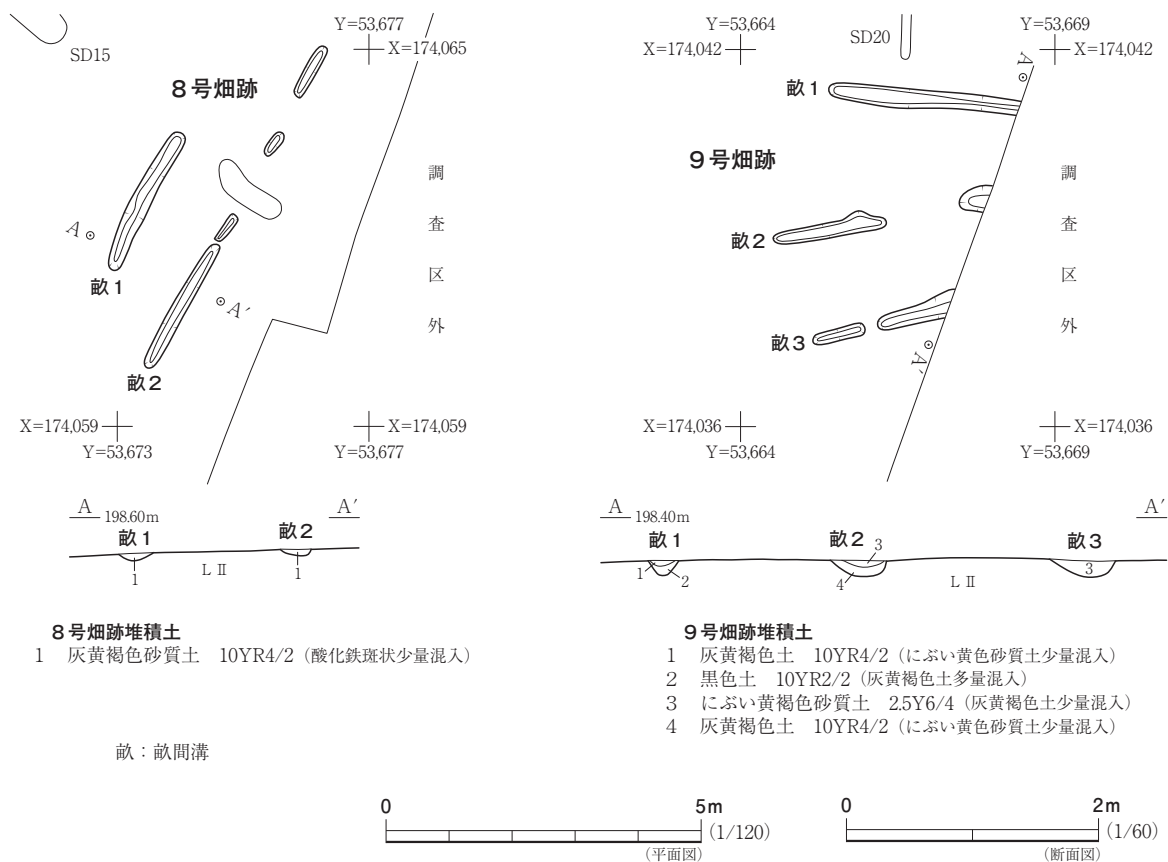 Y=53,677
X=174,065
SD15
8号畑跡
調査区外
A
畝1
A′
畝2
X=174,059
Y=53,673
X=174,059
Y=53,677
Y=53,664
X=174,042
SD20
Y=53,669
X=174,042
A
畝1
9号畑跡
調査区外
畝2
畝3
A′
X=174,036
Y=53,664
X=174,036
Y=53,669
A
198.60m
A′
畝1
畝2
1
LⅡ
1
A
198.40m
A′
畝1
畝2
畝3
3
1
2
4
LⅡ
3
8号畑跡堆積土
1 灰黄褐色砂質土 10YR4/2(酸化鉄斑状少量混入)
9号畑跡堆積土
1 灰黄褐色土 10YR4/2(にぶい黄色砂質土少量混入)
2 黒色土 10YR2/2(灰黄褐色土多量混入)
3 にぶい黄褐色砂質土 2.5Y6/4(灰黄褐色土少量混入)
4 灰黄褐色土 10YR4/2(にぶい黄色砂質土少量混入)
畝:畝間溝
0 5m
(1/120)
(平面図)
0 2m
(1/60)
(断面図)